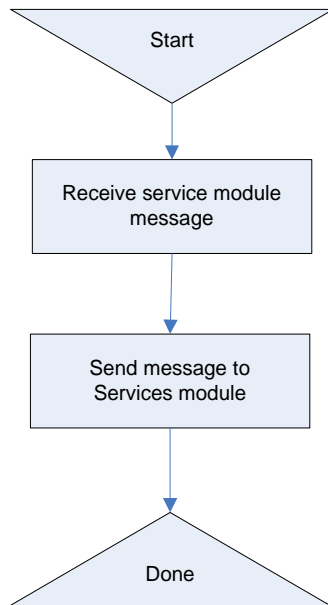 Start
Receive service module
message
Send message to
Services module
Done